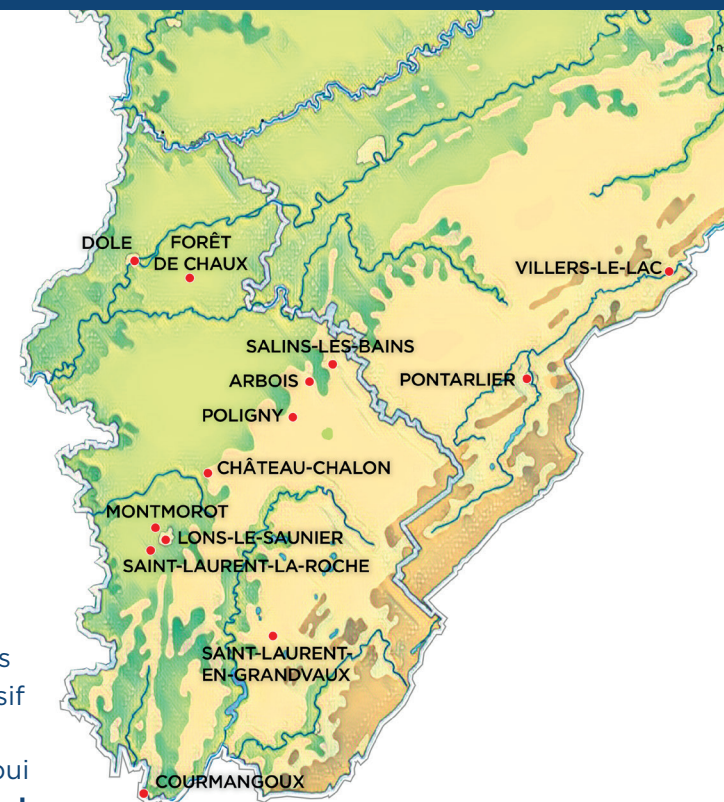 DOLE
FORÊT
DE CHAUX
VILLERS-LE-LAC
SALINS-LES-BAINS
ARBOIS
PONTARLIER
POLIGNY
CHÂTEAU-CHALON
MONTMOROT
LONS-LE-SAUNIER
SAINT-LAURENT-LA-ROCHE
SAINT-LAURENT-
EN-GRANDVAUX
COURMANGOUX